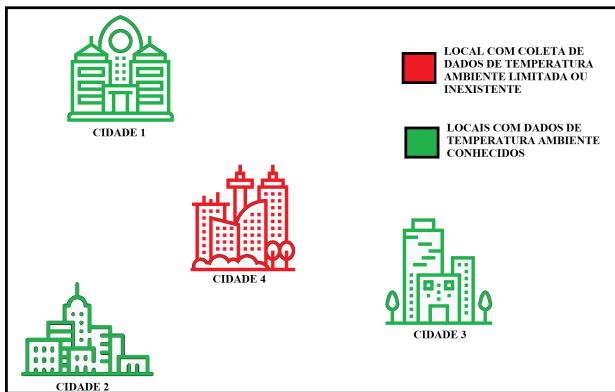 LOCAL COM COLETA DE
DADOS DE TEMPERATURA
AMBIENTE LIMITADA OU
INEXISTENTE
CIDADE 1
LOCAIS COM DADOS DE
TEMPERATURA AMBIENTE
CONHECIDOS
CIDADE 4
CIDADE 3
CIDADE 2